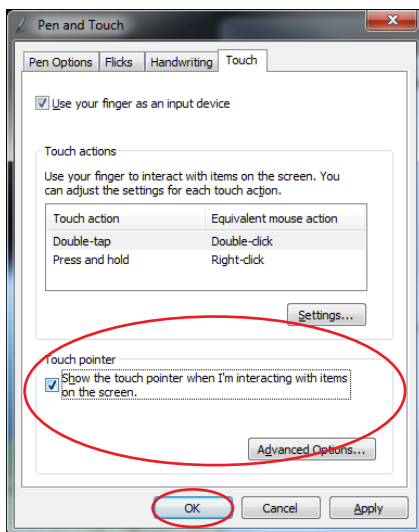 Pen and Touch
Pen Options Flicks Handwriting Touch
Use your finger as an input device
Touch actions
Use your finger to interact with items on the screen. You
can adjust the settings for each touch action.
Touch action Equivalent mouse action
Double-tap Double-click
Press and hold Right-click
Settings...
Touch pointer
Show the touch pointer when I'm interacting with items
on the screen.
Advanced Options...
OK Cancel Apply